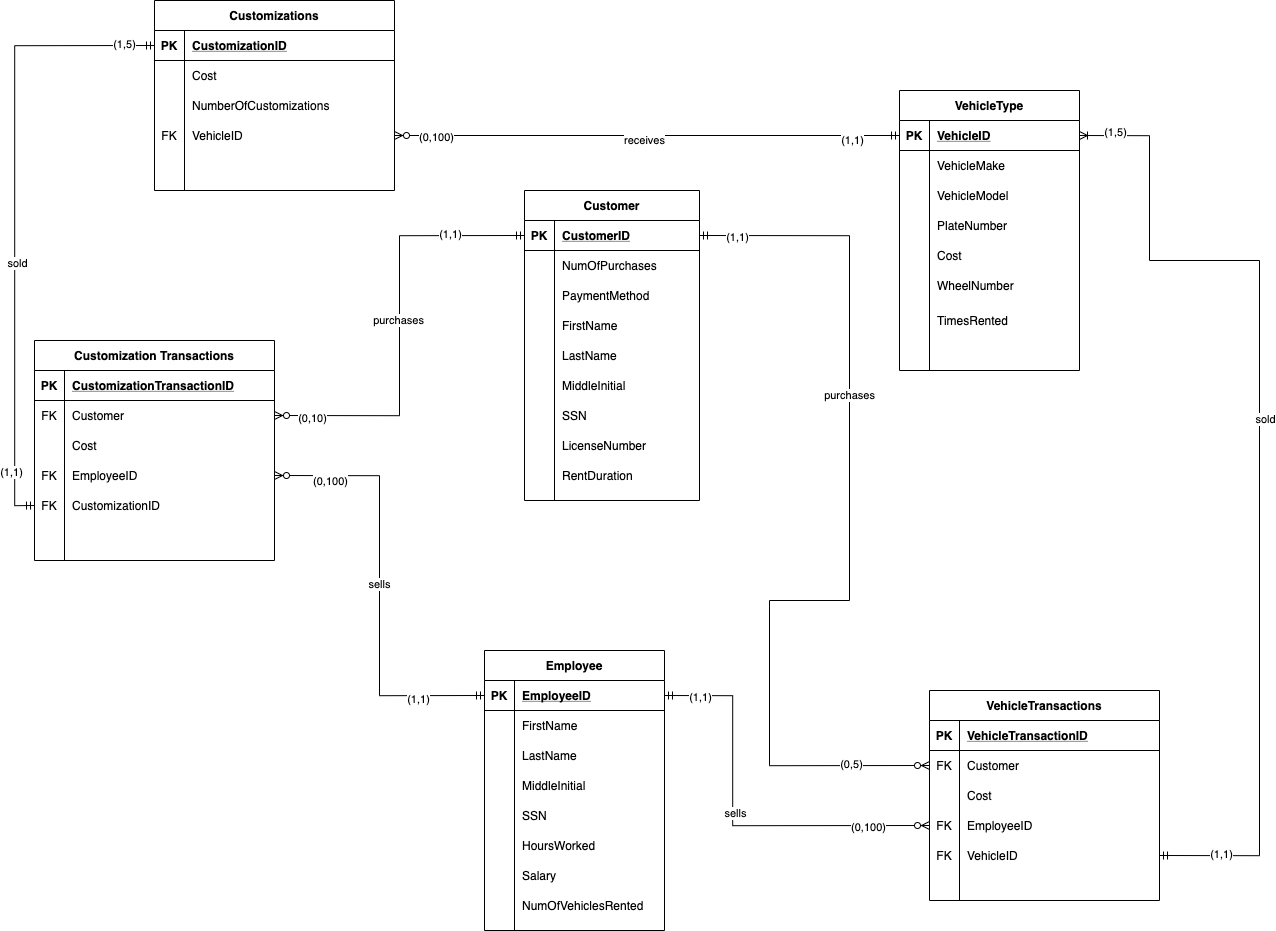 Customizations
PK CustomizationID
Cost
NumberOfCustomizations
FK VehicleID
(1,5)
sold
(1,1)
(0,100)
receives
(1,1)
VehicleType
PK VehicleID
VehicleMake
VehicleModel
PlateNumber
Cost
WheelNumber
TimesRented
(1,5)
sold
(1,1)
Customer
PK CustomerID
NumOfPurchases
PaymentMethod
FirstName
LastName
MiddleInitial
SSN
LicenseNumber
RentDuration
(1,1)
purchases
(0,10)
(1,1)
purchases
(0,5)
Customization Transactions
PK CustomizationTransactionID
FK Customer
Cost
FK EmployeeID
FK CustomizationID
(0,100)
sells
(1,1)
Employee
PK EmployeeID
FirstName
LastName
MiddleInitial
SSN
HoursWorked
Salary
NumOfVehiclesRented
(1,1)
sells
(0,100)
VehicleTransactions
PK VehicleTransactionID
FK Customer
Cost
FK EmployeeID
FK VehicleID